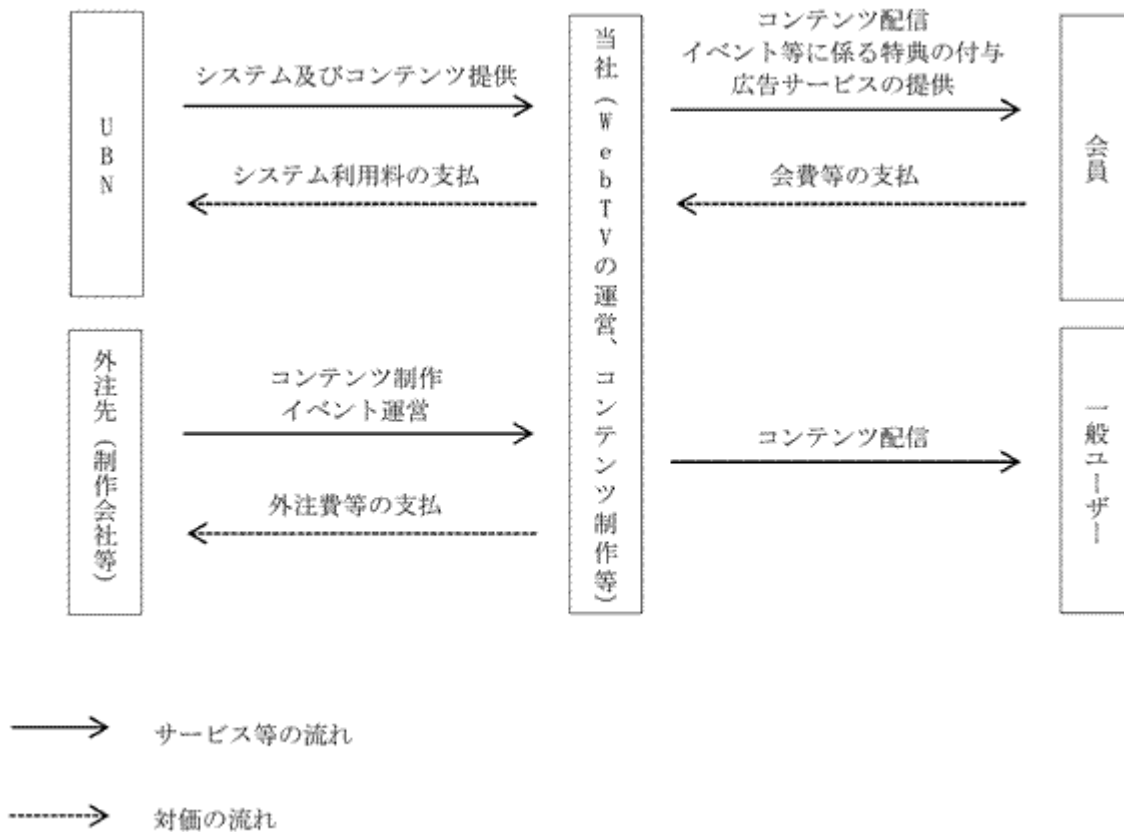 UBN
システム及びコンテンツ提供
システム利用料の支払
外注先(制作会社等)
コンテンツ制作
イベント運営
外注費等の支払
当社(WebTVの運営、コンテンツ制作等)
コンテンツ配信
イベント等に係る特典の付与
広告サービスの提供
会費等の支払
会員
コンテンツ配信
一般ユーザー
サービス等の流れ
対価の流れ